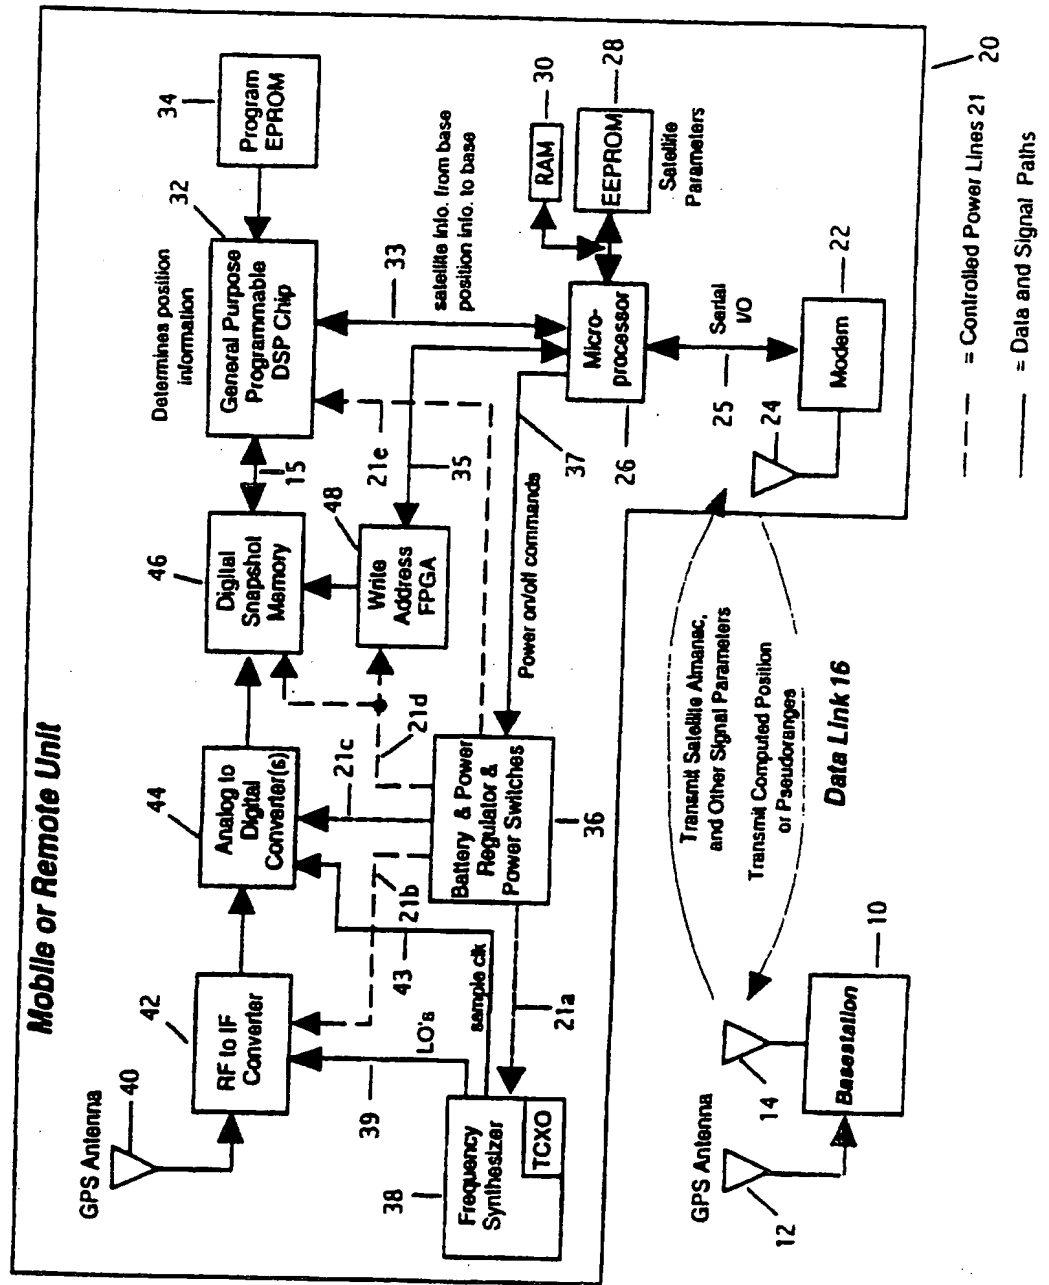 Mobile or Remote Unit
GPS Antenna
40
42
RF to IF
Converter
44
Analog to
Digital
Converter(s)
46
Digital
Snapshot
Memory
15
Determines position
information
32
General Purpose
Programmable
DSP Chip
34
Program
EPROM
39
LO's
43
sample clk
21b
21c
21d
48
Write
Address
FPGA
21e
35
33
satellite info. from base
position info. to base
38
Frequency
Synthesizer
TCXO
21a
Battery & Power
Regulator &
Power Switches
36
Power on/off commands
37
Micro-
processor
26
RAM
30
EEPROM
28
Satellite
Parameters
25
Serial
I/O
24
Modem
22
20
GPS Antenna
12
14
Basestation
10
Transmit Satellite Almanac,
and Other Signal Parameters
Transmit Computed Position
or Pseudoranges
Data Link 16
= Controlled Power Lines 21
= Data and Signal Paths